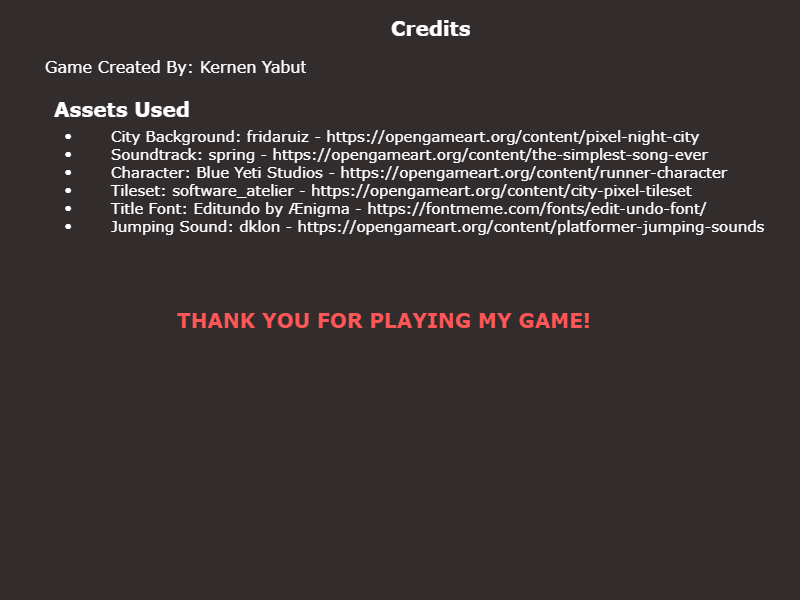 Credits
Game Created By: Kernen Yabut
Assets Used
• City Background: fridaruiz - https://opengameart.org/content/pixel-night-city
• Soundtrack: spring - https://opengameart.org/content/the-simplest-song-ever
• Character: Blue Yeti Studios - https://opengameart.org/content/runner-character
• Tileset: software_atelier - https://opengameart.org/content/city-pixel-tileset
• Title Font: Editundo by Ænigma - https://fontmeme.com/fonts/edit-undo-font/
• Jumping Sound: dklon - https://opengameart.org/content/platformer-jumping-sounds
THANK YOU FOR PLAYING MY GAME!